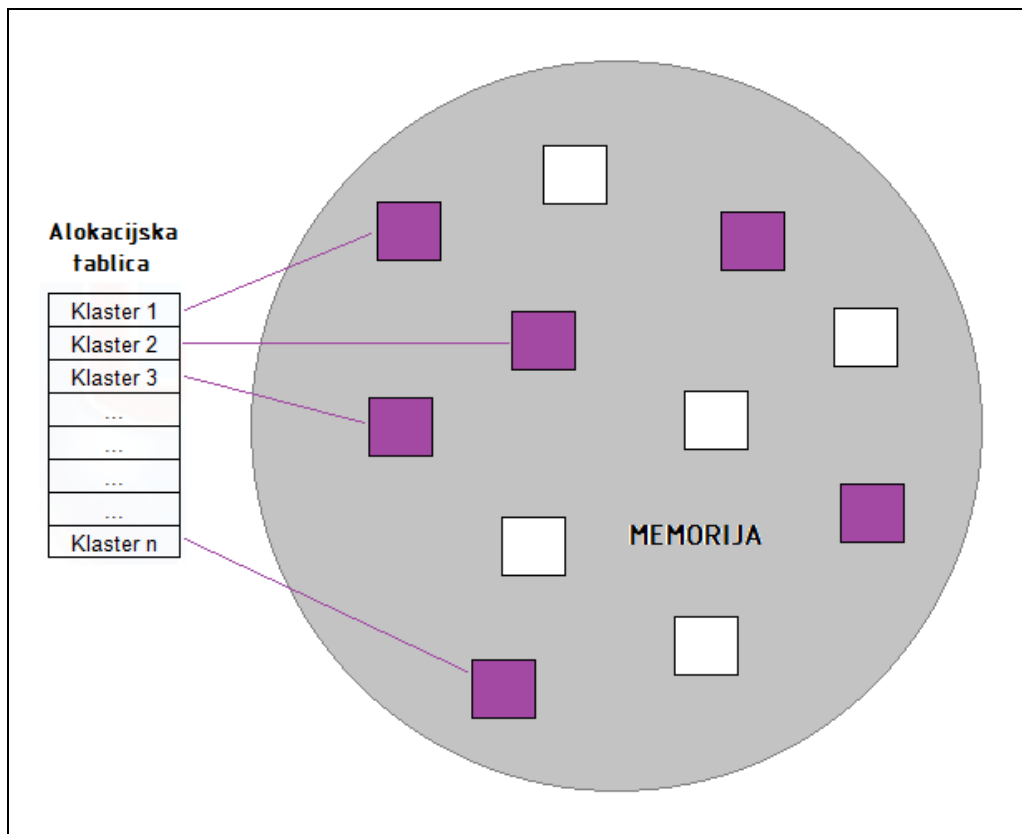 Alokacijska
tablica
Klaster 1
Klaster 2
Klaster 3
...
...
...
...
Klaster n
MEMORIJA